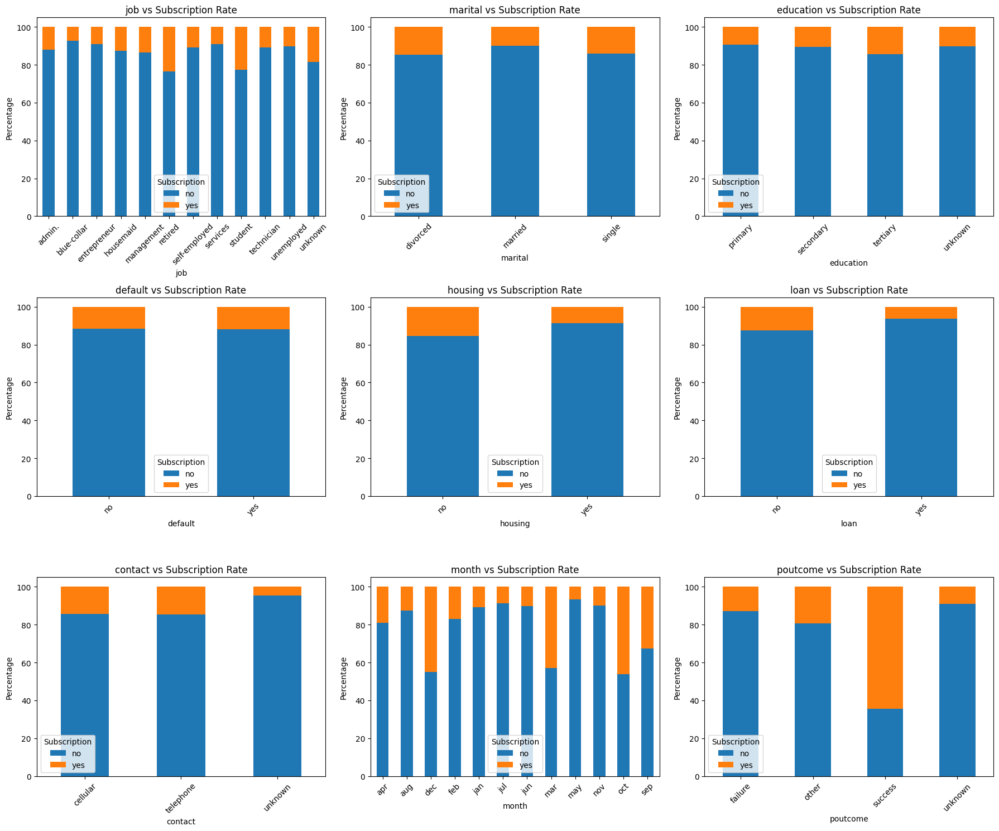 job vs Subscription Rate
Percentage
100
80
60
40
20
0
Subscription
no
yes
admin.
blue-collar
entrepreneur
housemaid
management
retired
self-employed
services
student
technician
unemployed
unknown
job
marital vs Subscription Rate
Percentage
100
80
60
40
20
0
Subscription
no
yes
divorced
married
single
marital
education vs Subscription Rate
Percentage
100
80
60
40
20
0
Subscription
no
yes
primary
secondary
tertiary
unknown
education
default vs Subscription Rate
Percentage
100
80
60
40
20
0
Subscription
no
yes
no
yes
default
housing vs Subscription Rate
Percentage
100
80
60
40
20
0
Subscription
no
yes
no
yes
housing
loan vs Subscription Rate
Percentage
100
80
60
40
20
0
Subscription
no
yes
no
yes
loan
contact vs Subscription Rate
Percentage
100
80
60
40
20
0
Subscription
no
yes
cellular
telephone
unknown
contact
month vs Subscription Rate
Percentage
100
80
60
40
20
0
Subscription
no
yes
apr
aug
dec
feb
jan
jul
jun
mar
may
nov
oct
sep
month
poutcome vs Subscription Rate
Percentage
100
80
60
40
20
0
Subscription
no
yes
failure
other
success
unknown
poutcome